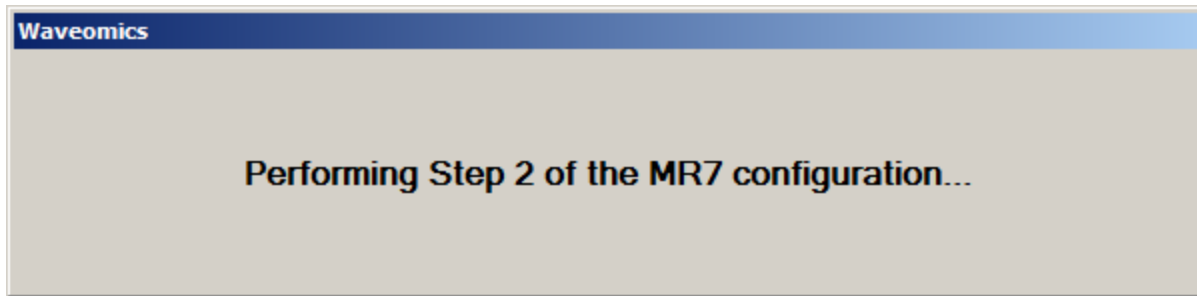 Waveomics
Performing Step 2 of the MR7 configuration...